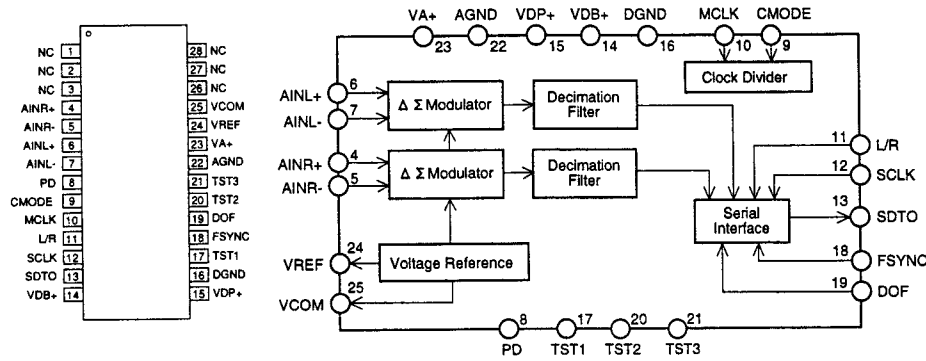 NC 1
NC 2
NC 3
AINR+ 4
AINR- 5
AINL+ 6
AINL- 7
PD 8
CMODE 9
MCLK 10
L/R 11
SCLK 12
SDTO 13
VDB+ 14
28 NC
27 NC
26 NC
25 VCOM
24 VREF
23 VA+
22 AGND
21 TST3
20 TST2
19 DOF
18 FSYNC
17 TST1
16 DGND
15 VDP+
VA+ AGND VDP+ VDB+ DGND MCLK CMODE
23 22 15 14 16 10 9
Clock Divider
AINL+ 6
AINL- 7
Δ Σ Modulator
Decimation
Filter
AINR+ 4
AINR- 5
Δ Σ Modulator
Decimation
Filter
11 L/R
12 SCLK
13 SDTO
Serial
Interface
18 FSYNC
19 DOF
VREF 24
Voltage Reference
VCOM 25
8 17 20 21
PD TST1 TST2 TST3